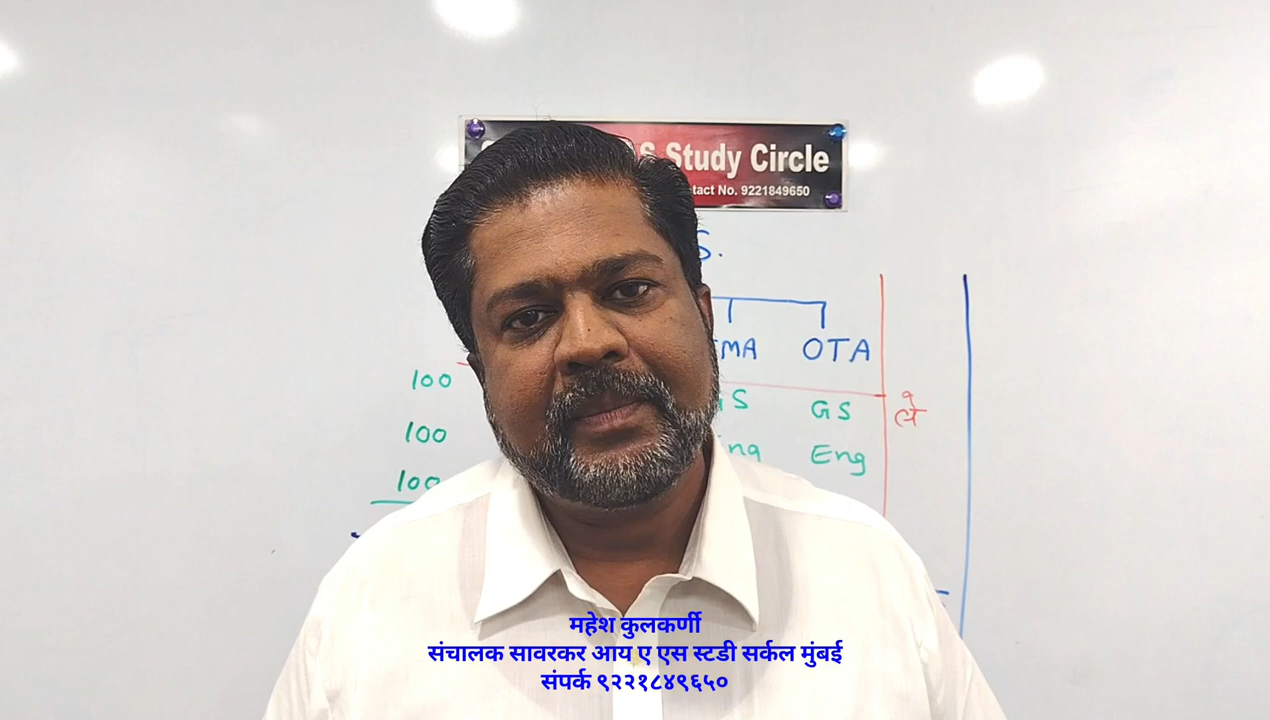 S Study Circle
tact No. 9221849650
S.
MA OTA
100 GS GS
100 Eng Eng
100
महेश कुलकर्णी
संचालक सावरकर आय ए एस स्टडी सर्कल मुंबई
संपर्क ९२२१८४९६५०